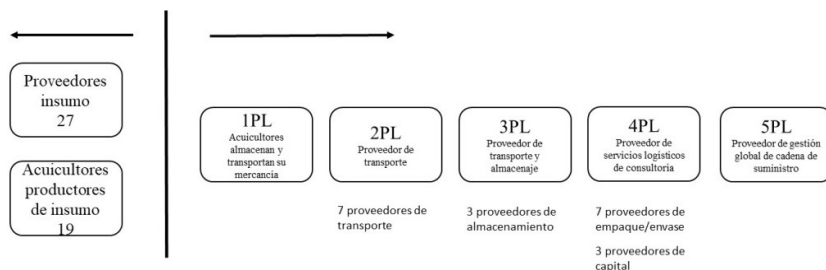 Proveedores
insumo
27
Acuicultores
productores
de insumo
19
1PL
Acuicultores
almacenan y
transportan su
mercancía
2PL
Proveedor de
transporte
3PL
Proveedor de
transporte y
almacenaje
4PL
Proveedor de
servicios logísticos
de consultoria
5PL
Proveedor de gestión
global de cadena de
suministro
7 proveedores de
transporte
3 proveedores de
almacenamiento
7 proveedores de
empaque/envase
3 proveedores de
capital